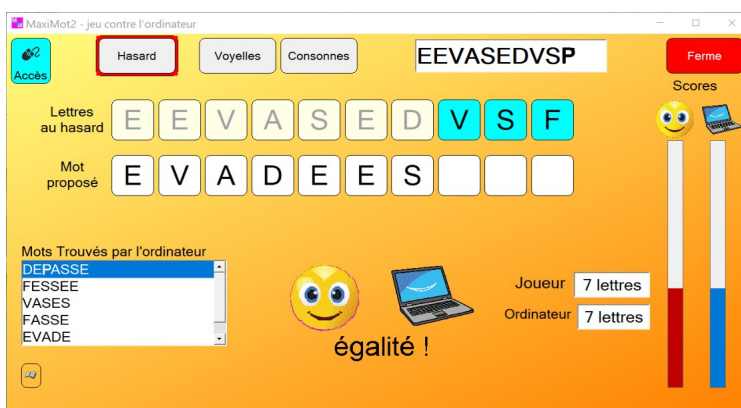 MaxiMot2 - jeu contre l'ordinateur
Accès
Hasard
Voyelles
Consonnes
EEVASEDVSP
Ferme
Scores
Lettres au hasard
E E V A S E D V S F
Mot proposé
E V A D E E S
Mots Trouvés par l'ordinateur
DEPASSE
FESSEE
VASES
FASSE
EVADE
Joueur 7 lettres
Ordinateur 7 lettres
égalité !